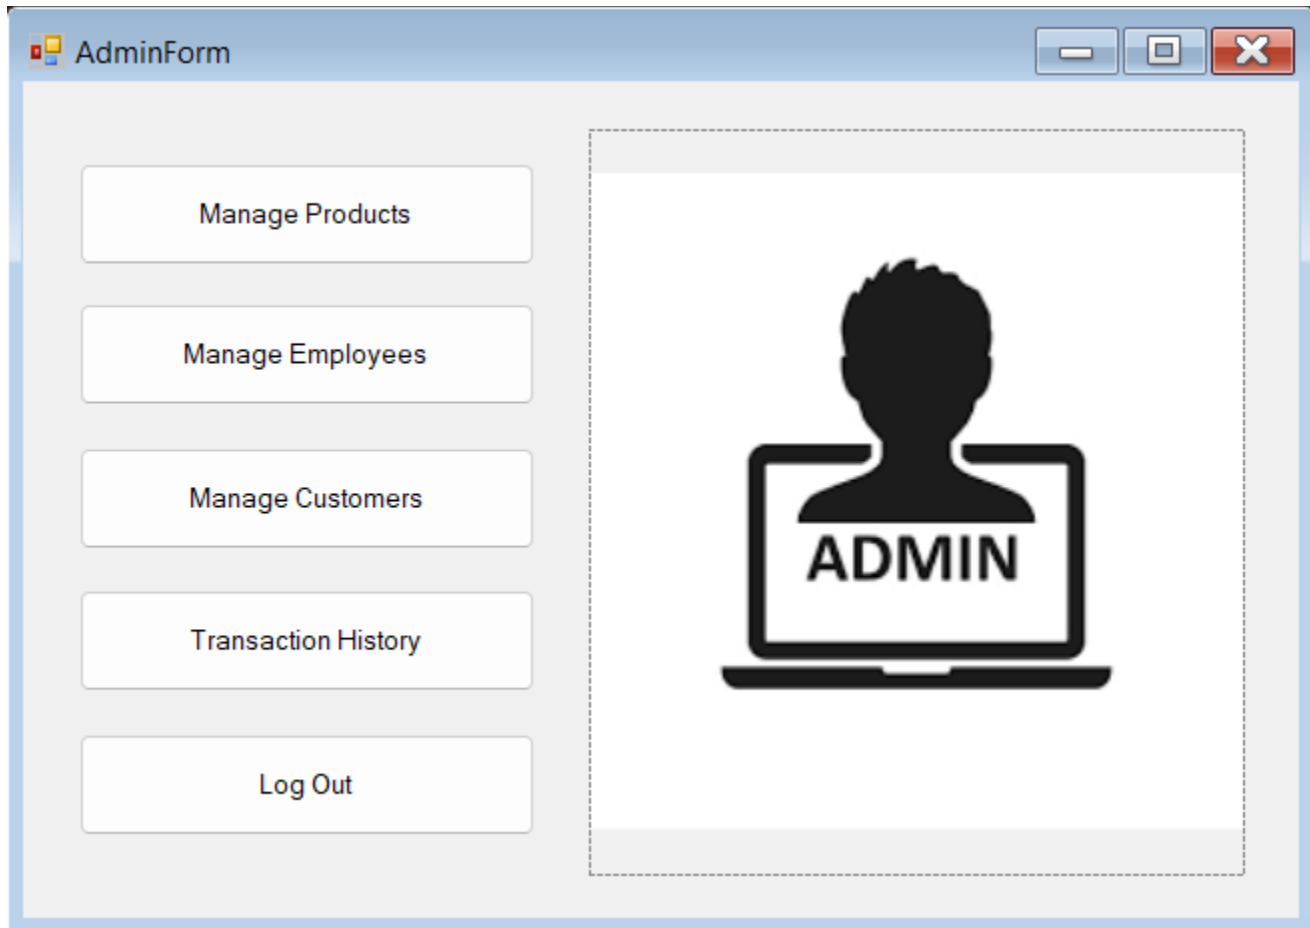 AdminForm
Manage Products
Manage Employees
Manage Customers
Transaction History
Log Out
ADMIN